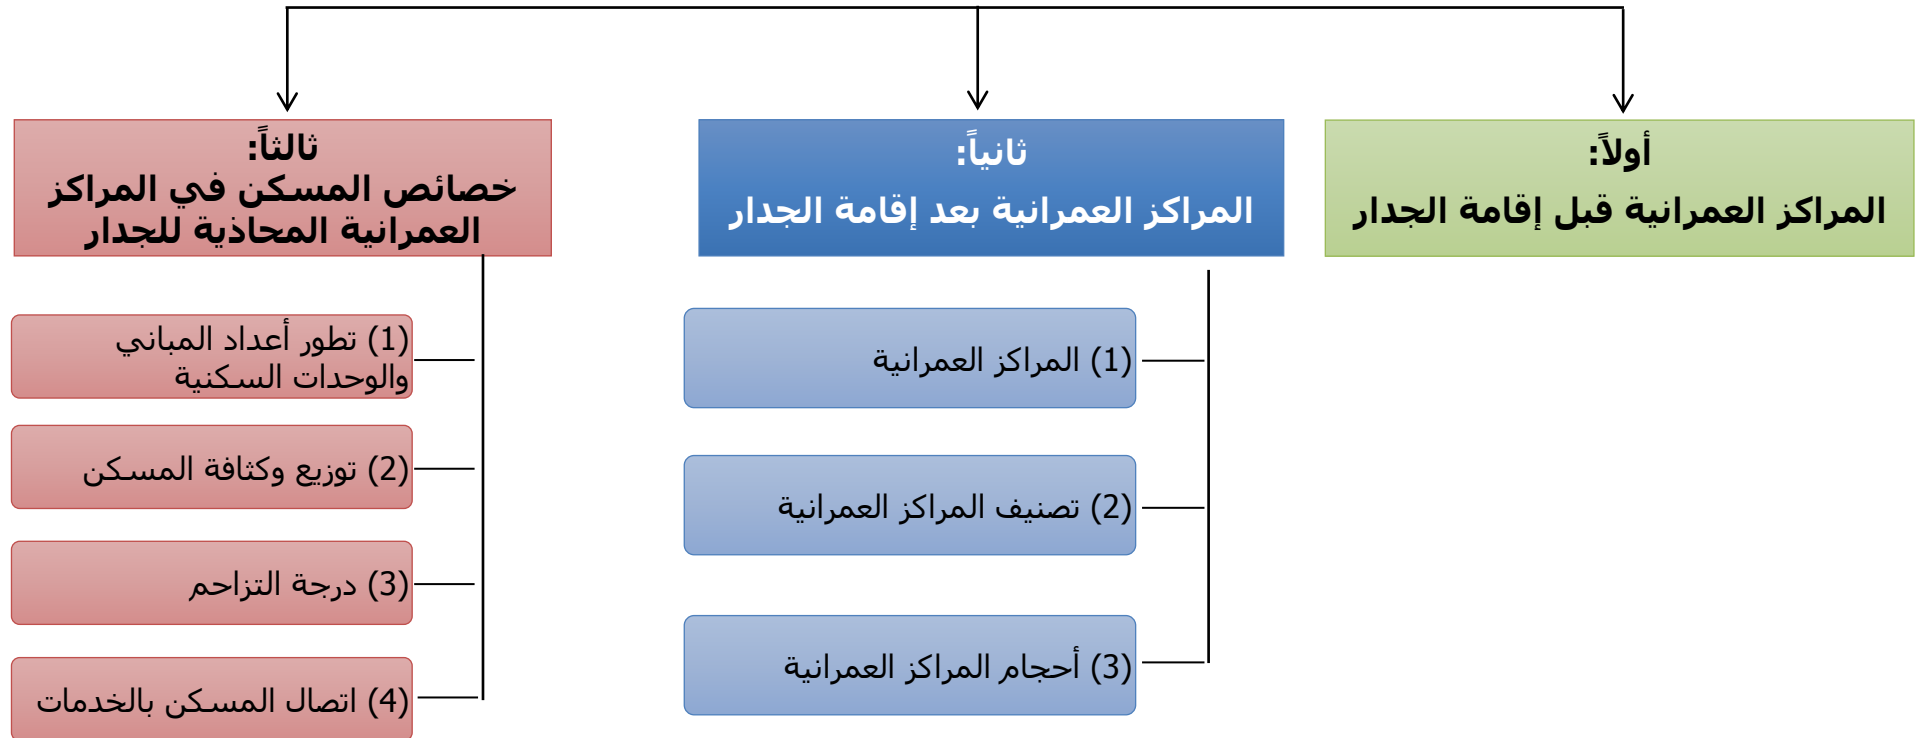 أولاً:
المراكز العمرانية قبل إقامة الجدار
ثانياً:
المراكز العمرانية بعد إقامة الجدار
(1) المراكز العمرانية
(2) تصنيف المراكز العمرانية
(3) أحجام المراكز العمرانية
ثالثاً:
خصائص المسكن في المراكز
العمرانية المحاذية للجدار
(1) تطور أعداد المباني
والوحدات السكنية
(2) توزيع وكثافة المسكن
(3) درجة التزاحم
(4) اتصال المسكن بالخدمات